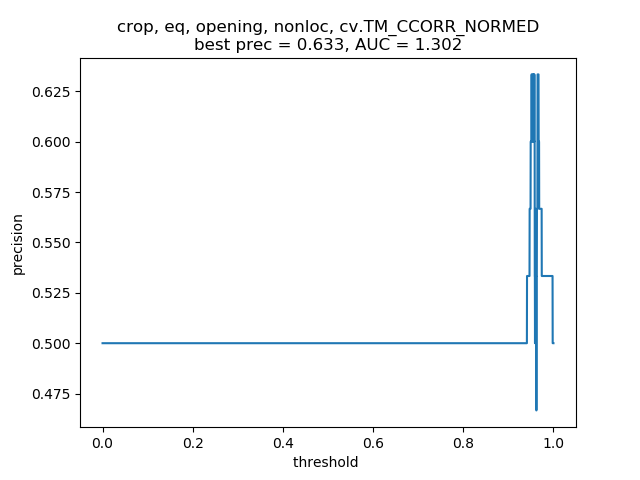 crop, eq, opening, nonloc, cv.TM_CCORR_NORMED
best prec = 0.633, AUC = 1.302
0.625
0.600
0.575
0.550
0.525
0.500
0.475
precision
0.0 0.2 0.4 0.6 0.8 1.0
threshold